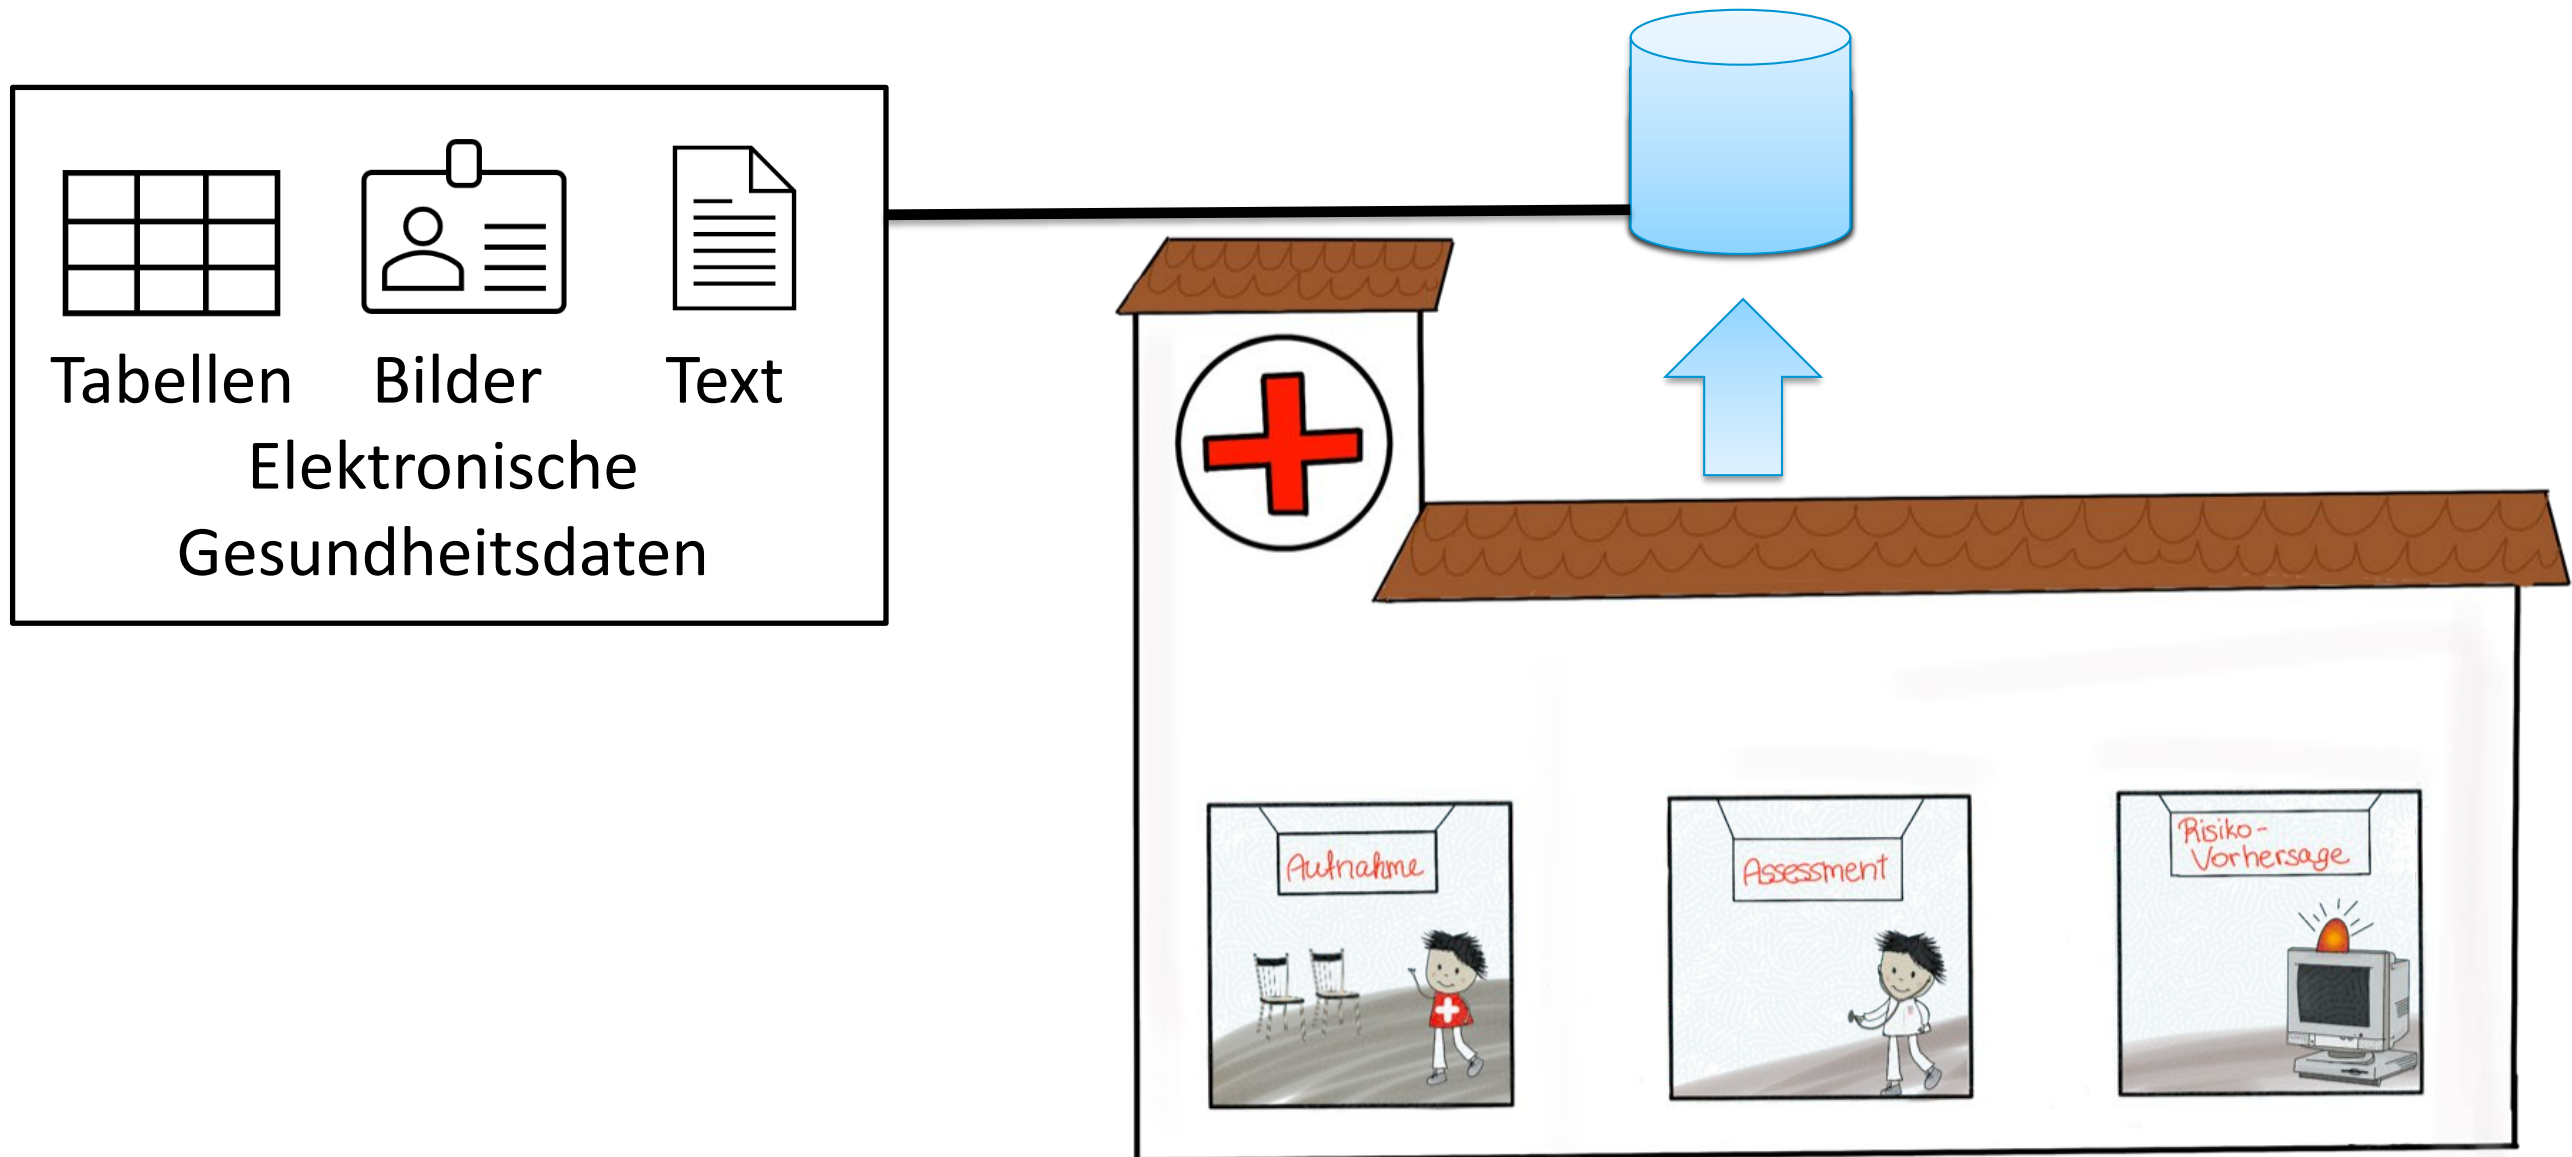 Tabellen Bilder Text
Elektronische
Gesundheitsdaten
Aufnahme
Assessment
Risiko-
Vorhersage